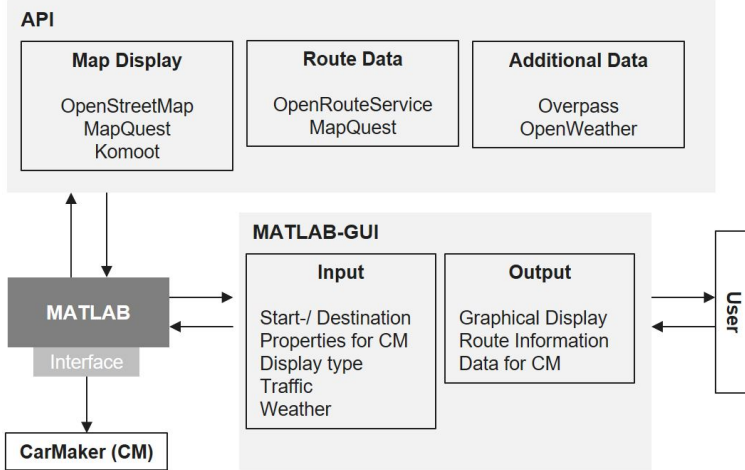 API
Map Display
OpenStreetMap
MapQuest
Komoot
Route Data
OpenRouteService
MapQuest
Additional Data
Overpass
OpenWeather
MATLAB-GUI
Input
Start-/ Destination
Properties for CM
Display type
Traffic
Weather
Output
Graphical Display
Route Information
Data for CM
User
MATLAB
Interface
CarMaker (CM)